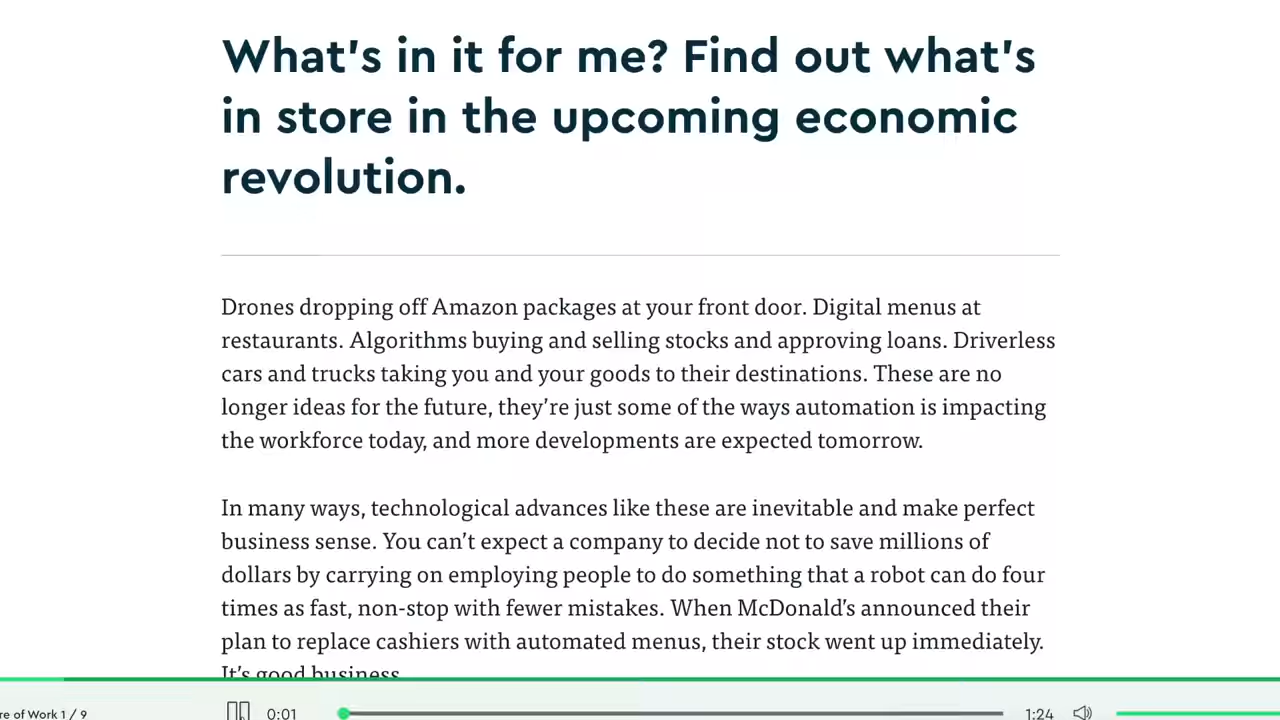 What's in it for me? Find out what's
in store in the upcoming economic
revolution.
Drones dropping off Amazon packages at your front door. Digital menus at
restaurants. Algorithms buying and selling stocks and approving loans. Driverless
cars and trucks taking you and your goods to their destinations. These are no
longer ideas for the future, they’re just some of the ways automation is impacting
the workforce today, and more developments are expected tomorrow.
In many ways, technological advances like these are inevitable and make perfect
business sense. You can’t expect a company to decide not to save millions of
dollars by carrying on employing people to do something that a robot can do four
times as fast, non-stop with fewer mistakes. When McDonald’s announced their
plan to replace cashiers with automated menus, their stock went up immediately.
It’s good business
re of Work 1 / 9
0:01
1:24